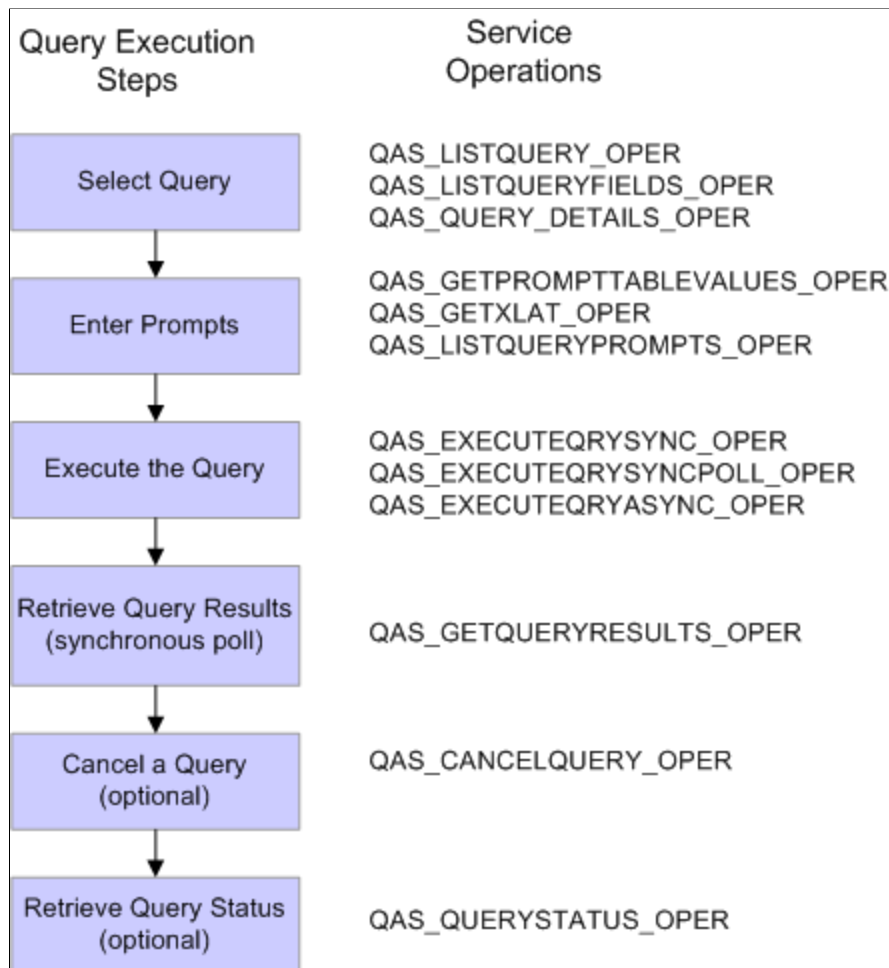 Query Execution
Steps
Service
Operations
Select Query
QAS_LISTQUERY_OPER
QAS_LISTQUERYFIELDS_OPER
QAS_QUERY_DETAILS_OPER
Enter Prompts
QAS_GETPROMPTTABLEVALUES_OPER
QAS_GETXLAT_OPER
QAS_LISTQUERYPROMPTS_OPER
Execute the Query
QAS_EXECUTEQRYSYNC_OPER
QAS_EXECUTEQRYSYNCPOLL_OPER
QAS_EXECUTEQRYASYNC_OPER
Retrieve Query Results
(synchronous poll)
QAS_GETQUERYRESULTS_OPER
Cancel a Query
(optional)
QAS_CANCELQUERY_OPER
Retrieve Query Status
(optional)
QAS_QUERYSTATUS_OPER